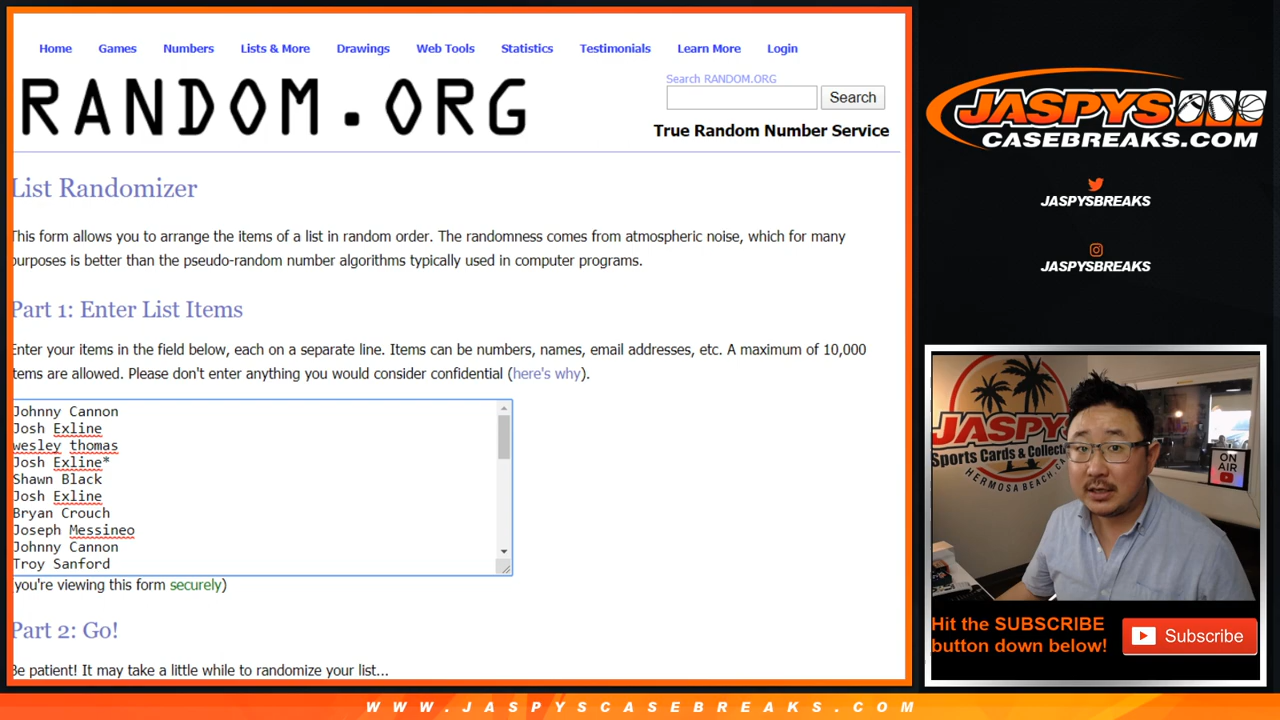 Home Games Numbers Lists & More Drawings Web Tools Statistics Testimonials Learn More Login
RANDOM.ORG
Search RANDOM.ORG
Search
True Random Number Service
List Randomizer
This form allows you to arrange the items of a list in random order. The randomness comes from atmospheric noise, which for many
purposes is better than the pseudo-random number algorithms typically used in computer programs.
Part 1: Enter List Items
Enter your items in the field below, each on a separate line. Items can be numbers, names, email addresses, etc. A maximum of 10,000
items are allowed. Please don't enter anything you would consider confidential (here's why).
Johnny Cannon
Josh Exline
wesley thomas
Josh Exline*
Shawn Black
Josh Exline
Bryan Crouch
Joseph Messineo
Johnny Cannon
Troy Sanford
(you're viewing this form securely)
Part 2: Go!
Be patient! It may take a little while to randomize your list...
JASPYS
CASEBREAKS.COM
JASPYSBREAKS
JASPYSBREAKS
JASPYS
Sports Cards & Collect
HERMOSA BEACH, CA
ON
AIR
Hit the SUBSCRIBE
button down below!
Subscribe
WWW.JASPYSCASEBREAKS.COM